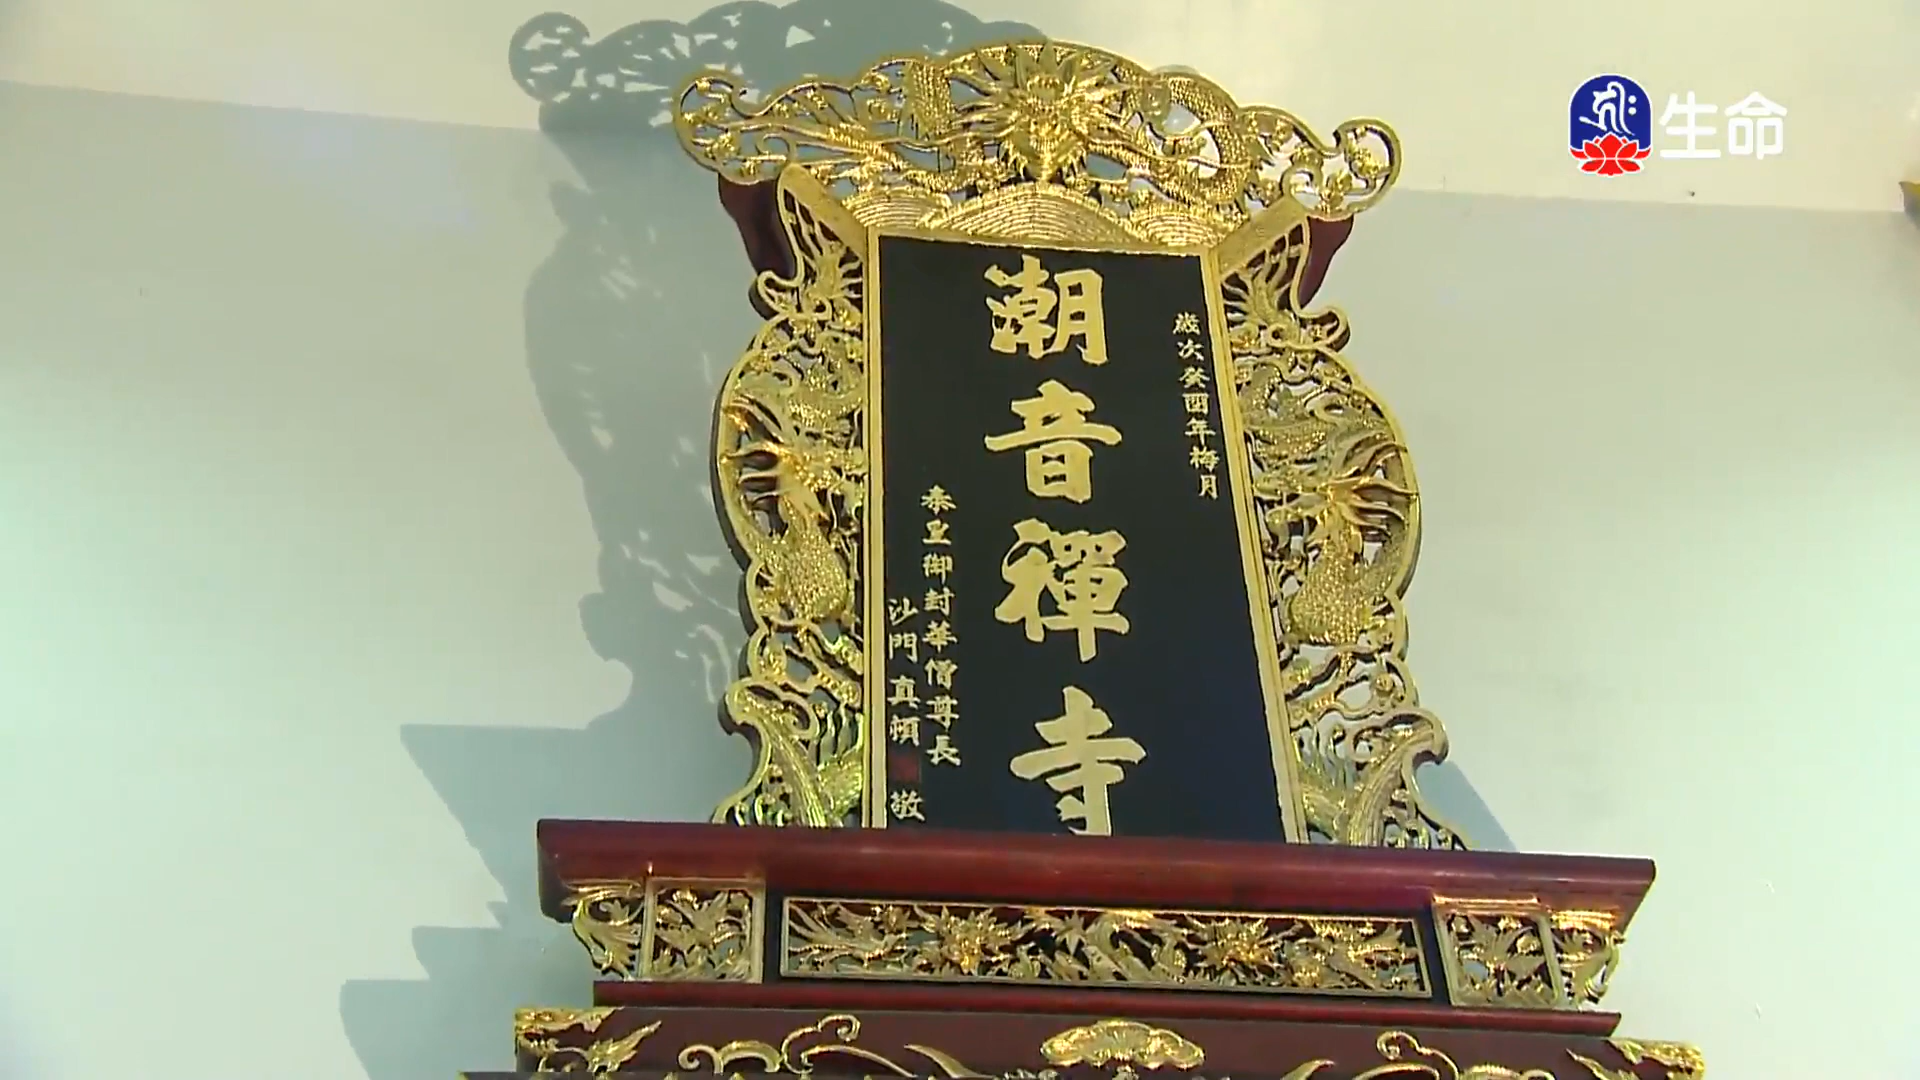 歲次癸酉年梅月
潮音禪寺
泰皇御封華僧尊長
沙門真頓
敬
生命